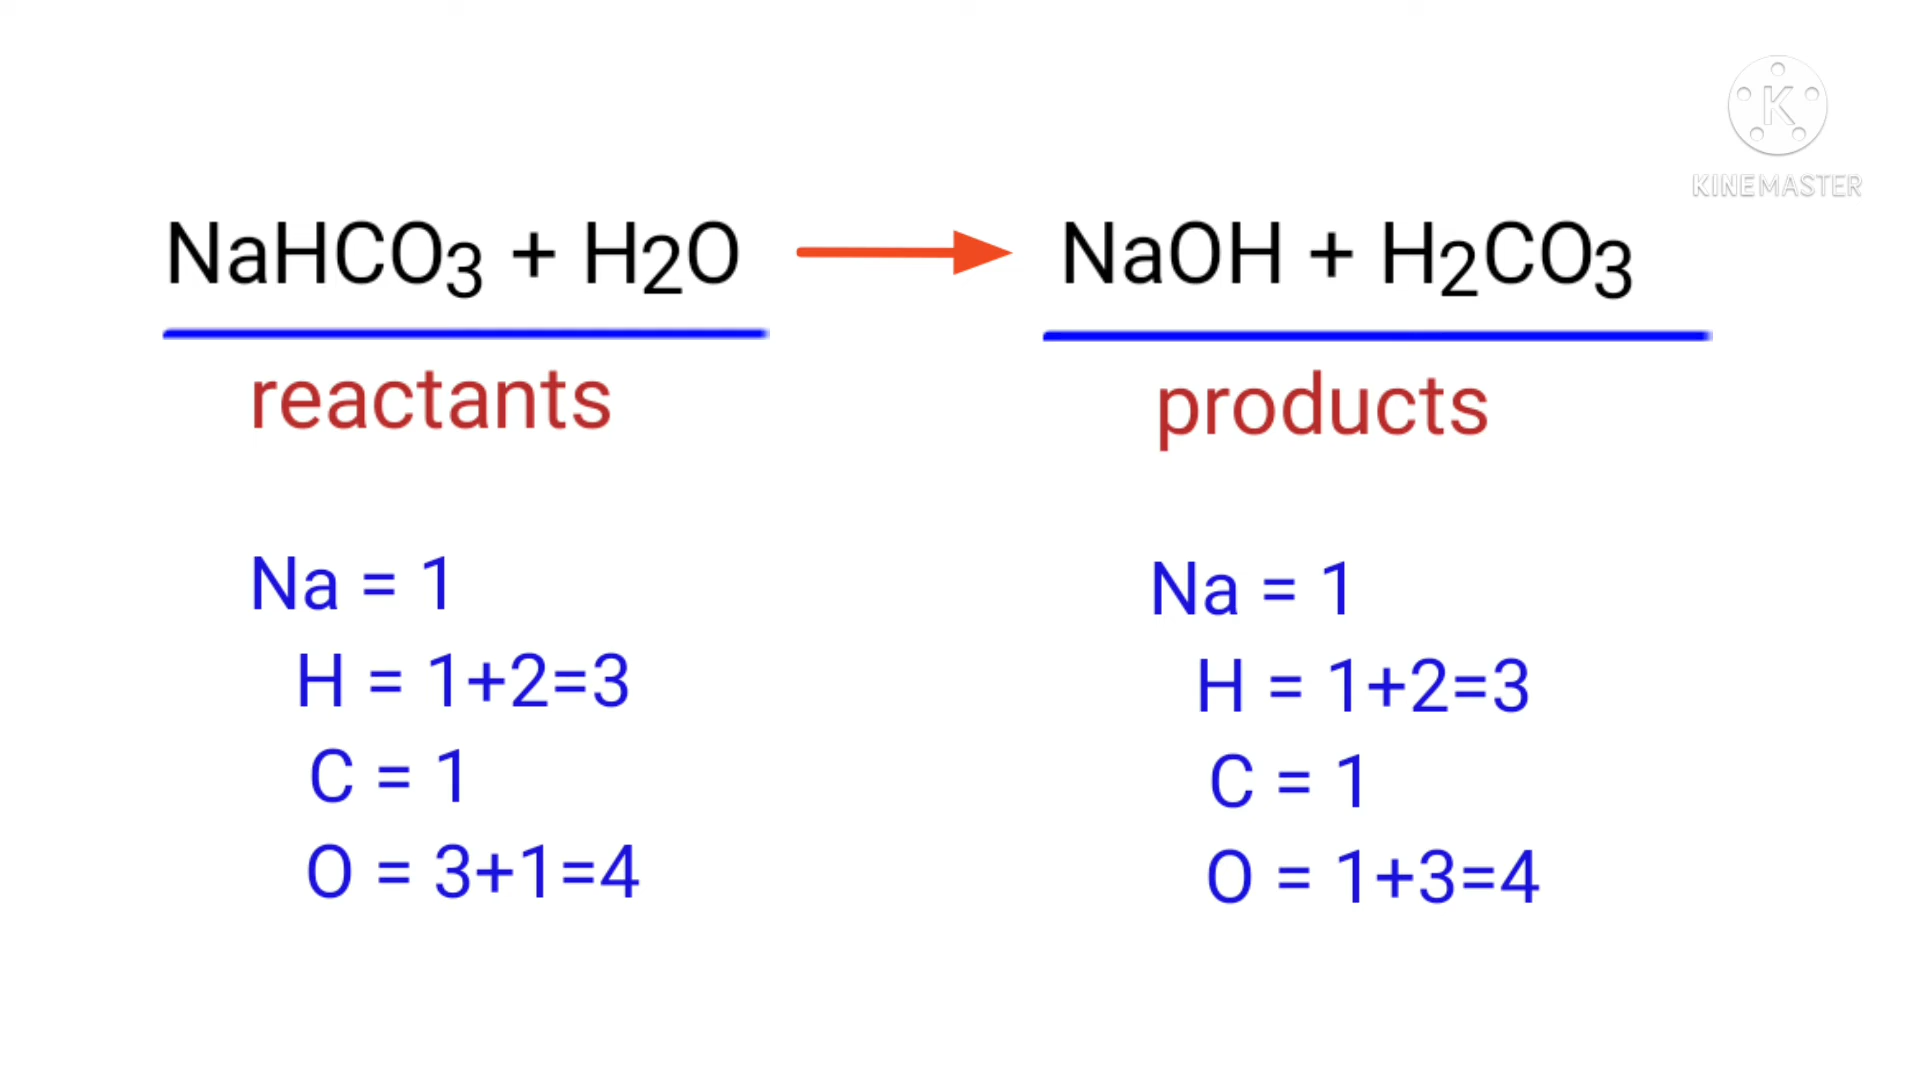 K
KINEMASTER
NaHCO3 + H2O → NaOH + H2CO3
reactants
products
Na = 1
H = 1+2=3
C = 1
O = 3+1=4
Na = 1
H = 1+2=3
C = 1
O = 1+3=4